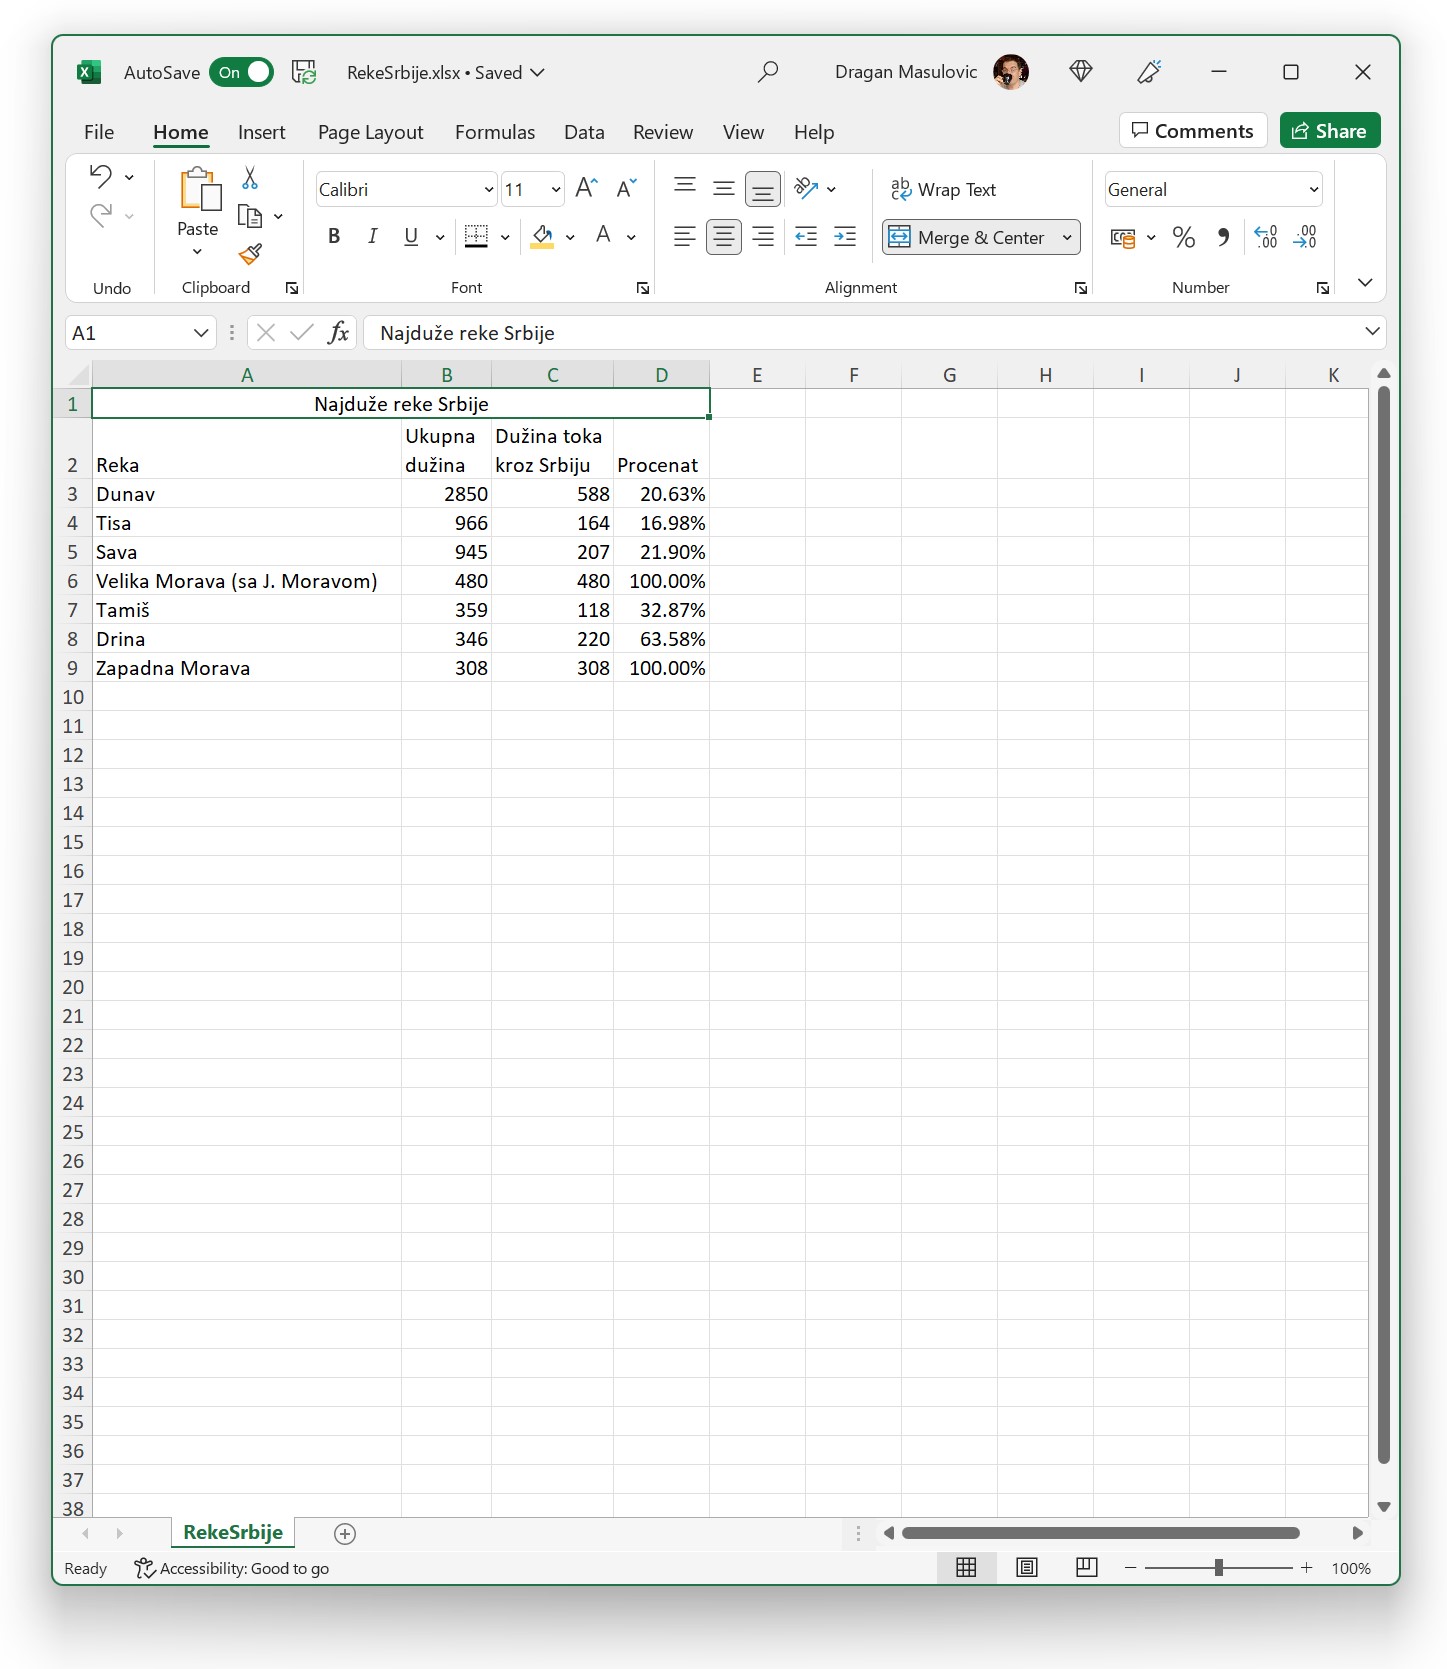 AutoSave On RekeSrbije.xlsx • Saved Dragan Masulovic
File Home Insert Page Layout Formulas Data Review View Help Comments Share
Calibri 11 ab Wrap Text General
Paste B I U A Merge & Center % .00 .00
Undo Clipboard Font Alignment Number
A1 fx Najduže reke Srbije
A B C D E F G H I J K
1 Najduže reke Srbije
Ukupna Dužina toka
2 Reka dužina kroz Srbiju Procenat
3 Dunav 2850 588 20.63%
4 Tisa 966 164 16.98%
5 Sava 945 207 21.90%
6 Velika Morava (sa J. Moravom) 480 480 100.00%
7 Tamiš 359 118 32.87%
8 Drina 346 220 63.58%
9 Zapadna Morava 308 308 100.00%
10
11
12
13
14
15
16
17
18
19
20
21
22
23
24
25
26
27
28
29
30
31
32
33
34
35
36
37
38
RekeSrbije
Ready Accessibility: Good to go 100%